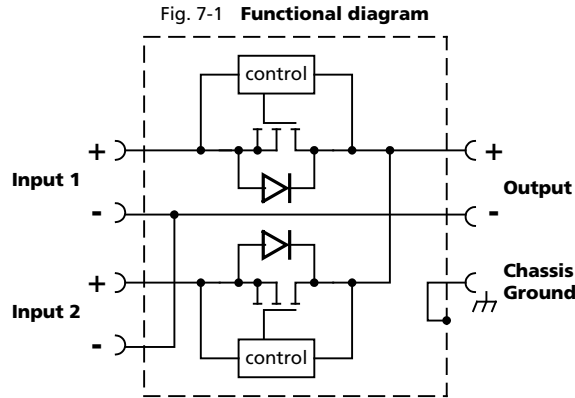 Fig. 7-1 Functional diagram
control
+
+
Input 1
Output
-
-
+
Chassis
Ground
Input 2
-
control